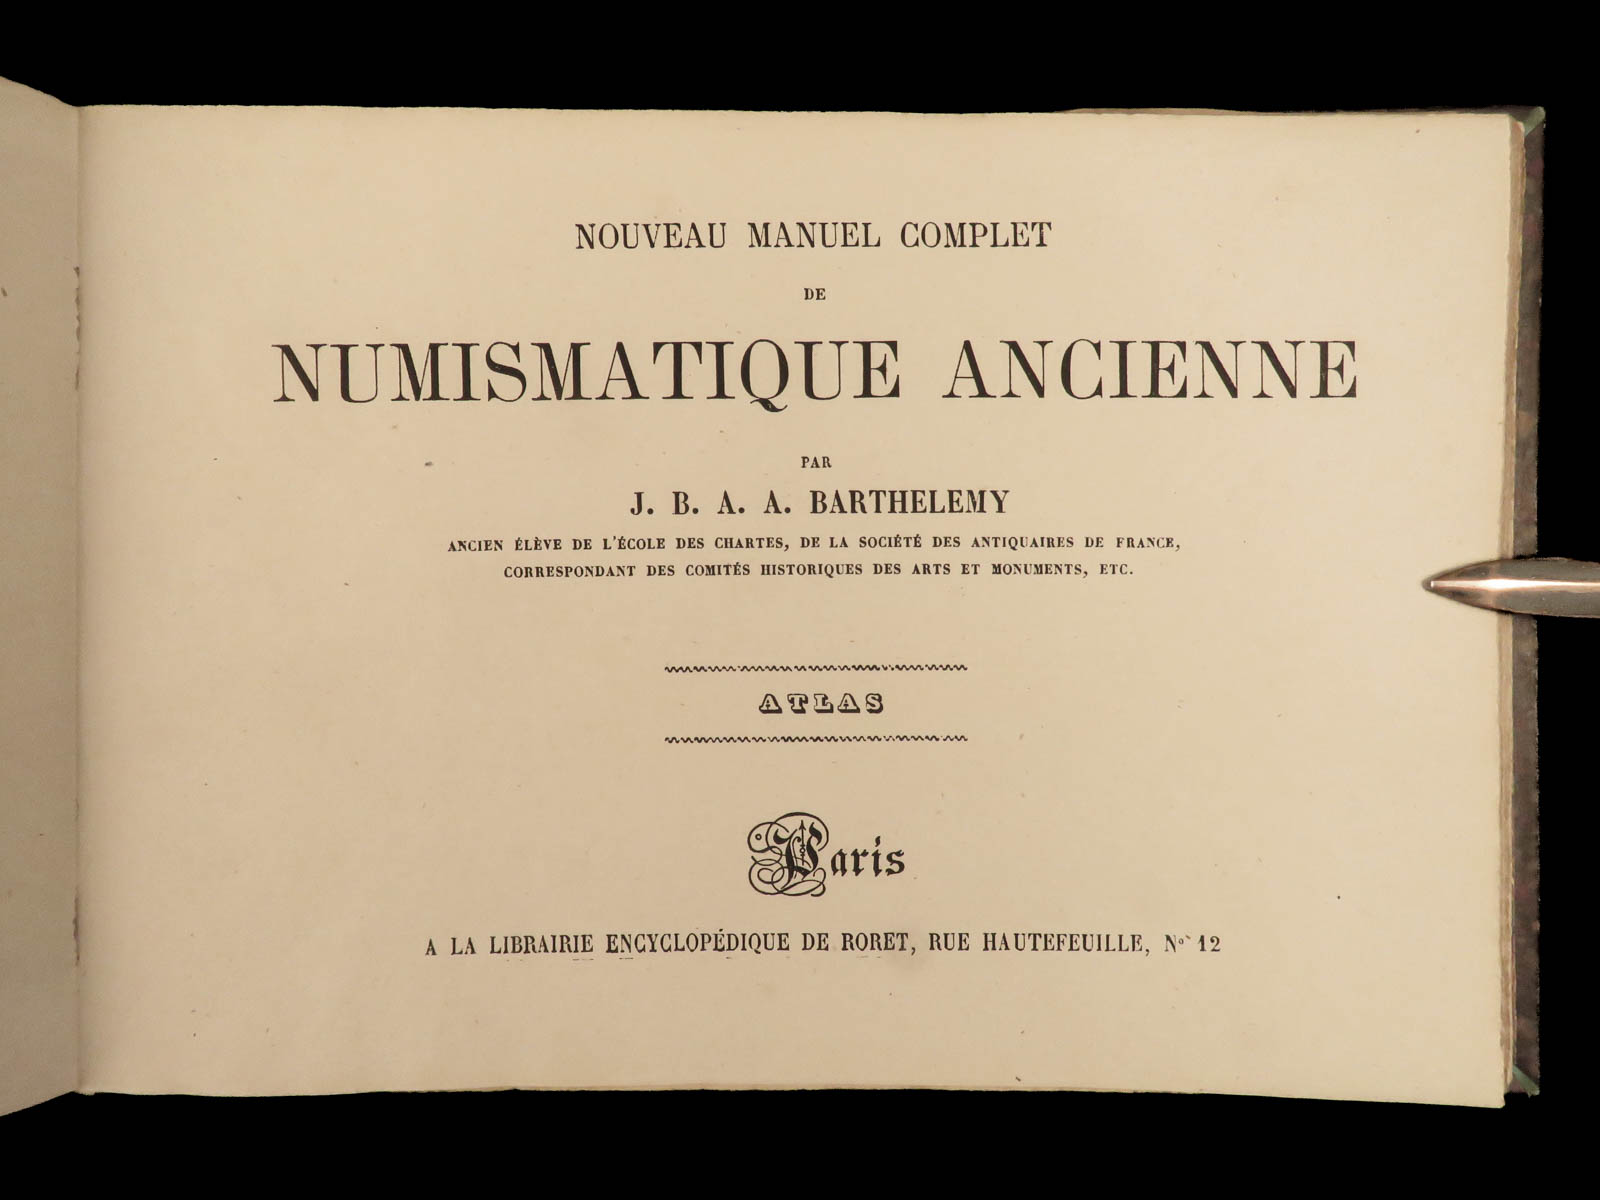 NOUVEAU MANUEL COMPLET
DE
NUMISMATIQUE ANCIENNE
PAR
J. B. A. A. BARTHELEMY
ANCIEN ÉLÈVE DE L'ÉCOLE DES CHARTES, DE LA SOCIÉTÉ DES ANTIQUAIRES DE FRANCE,
CORRESPONDANT DES COMITÉS HISTORIQUES DES ARTS ET MONUMENTS, ETC.
ATLAS
Paris
A LA LIBRAIRIE ENCYCLOPÉDIQUE DE RORET, RUE HAUTEFEUILLE, No 12